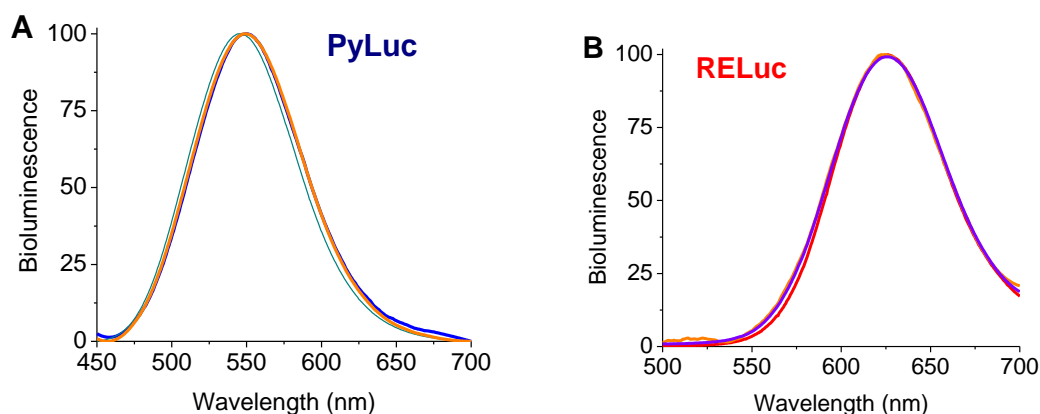 A
PyLuc
100
75
50
25
0
Bioluminescence
450 500 550 600 650 700
Wavelength (nm)
B
RELuc
100
75
50
25
0
Bioluminescence
500 550 600 650 700
Wavelength (nm)